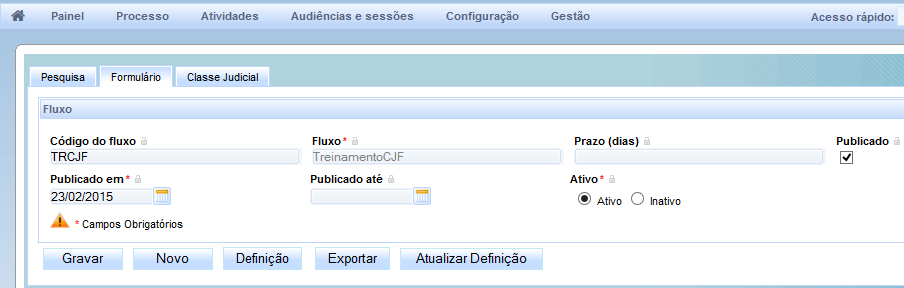 Painel Processo Atividades Audiências e sessões Configuração Gestão Acesso rápido:
Pesquisa Formulário Classe Judicial
Fluxo
Código do fluxo Fluxo* Prazo (dias) Publicado
TRCJF TreinamentoCJF
Publicado em* Publicado até Ativo*
23/02/2015 Ativo Inativo
* Campos Obrigatórios
Gravar Novo Definição Exportar Atualizar Definição